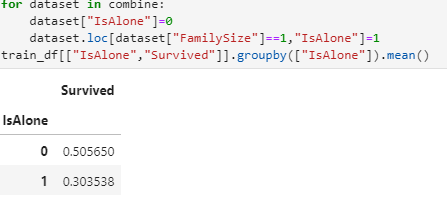 for dataset in combine:
    dataset["IsAlone"]=0
    dataset.loc[dataset["FamilySize"]==1,"IsAlone"]=1
train_df[["IsAlone","Survived"]].groupby(["IsAlone"]).mean()
Survived
IsAlone
0 0.505650
1 0.303538